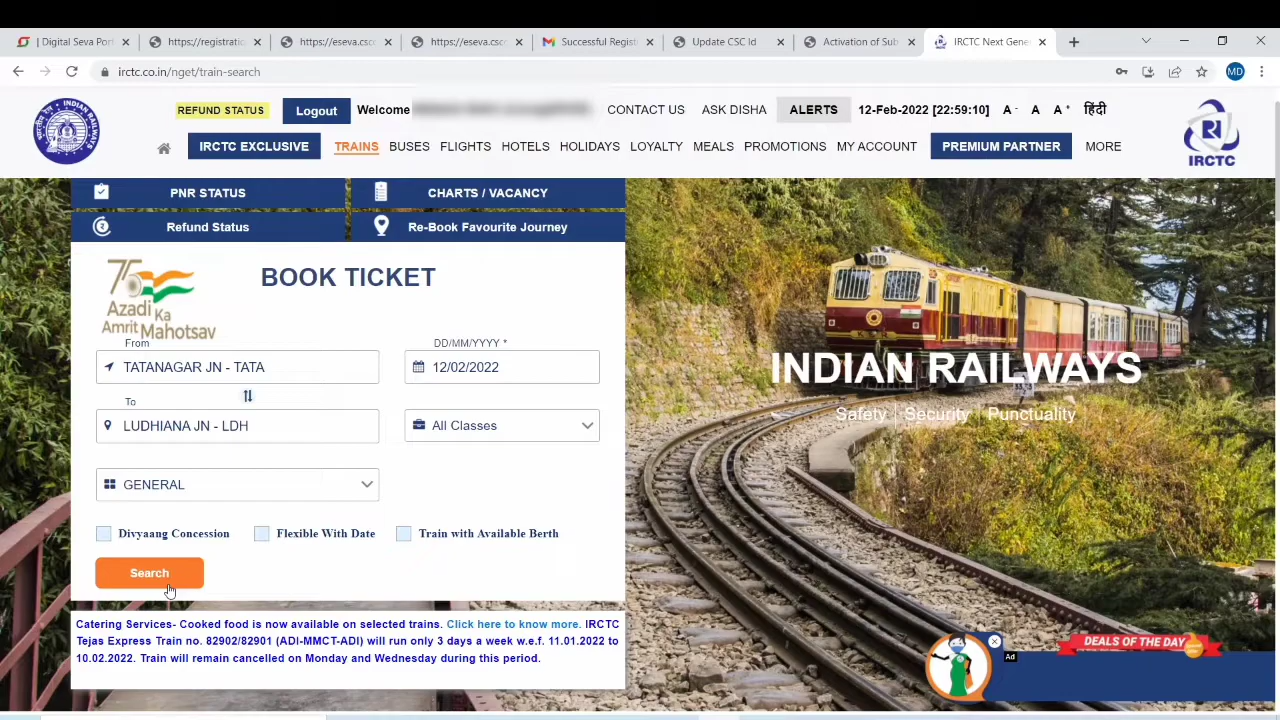 | Digital Seva Port
https://registratic
https://eseva.csc
https://eseva.csc
Successful Regist
Update CSC Id
Activation of Sub
IRCTC Next Gene
irctc.co.in/nget/train-search
MD
REFUND STATUS
Logout
Welcome
CONTACT US
ASK DISHA
ALERTS
12-Feb-2022 [22:59:10]
A -
A
A +
हिंदी
IRCTC EXCLUSIVE
TRAINS
BUSES
FLIGHTS
HOTELS
HOLIDAYS
LOYALTY
MEALS
PROMOTIONS
MY ACCOUNT
PREMIUM PARTNER
MORE
IRCTC
PNR STATUS
CHARTS / VACANCY
Refund Status
Re-Book Favourite Journey
75
Azadi
Ka
Amrit Mahotsav
BOOK TICKET
From
TATANAGAR JN - TATA
DD/MM/YYYY *
12/02/2022
To
LUDHIANA JN - LDH
All Classes
GENERAL
Divyaang Concession
Flexible With Date
Train with Available Berth
Search
INDIAN RAILWAYS
Safety | Security | Punctuality
Catering Services- Cooked food is now available on selected trains. Click here to know more. IRCTC
Tejas Express Train no. 82902/82901 (ADI-MMCT-ADI) will run only 3 days a week w.e.f. 11.01.2022 to
10.02.2022. Train will remain cancelled on Monday and Wednesday during this period.
DEALS OF THE DAY
Ad